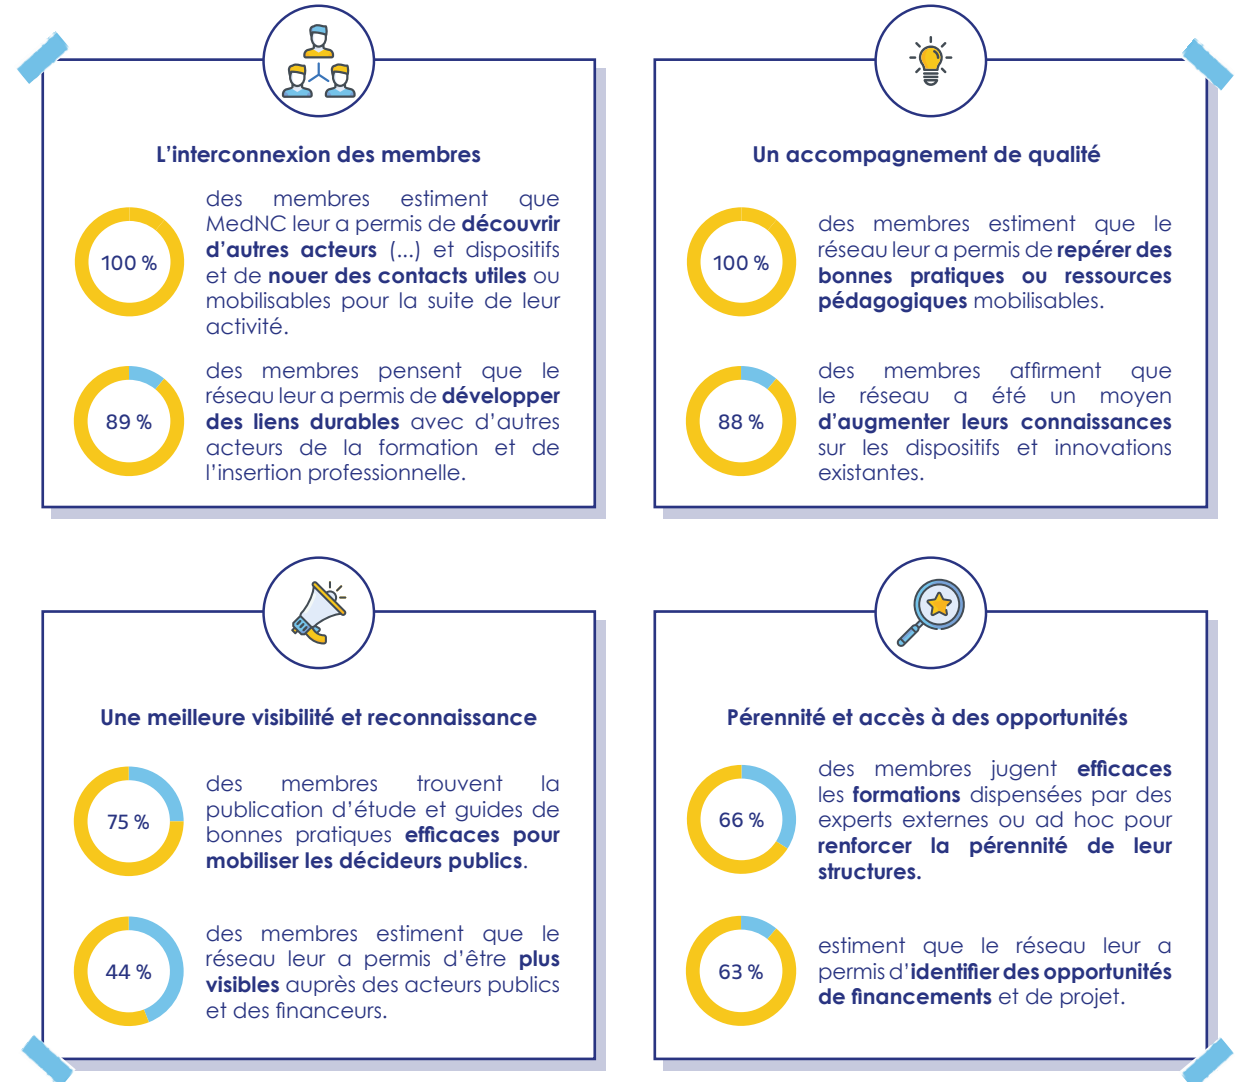 L'interconnexion des membres
100 %
des membres estiment que
MedNC leur a permis de découvrir
d'autres acteurs (...) et dispositifs
et de nouer des contacts utiles ou
mobilisables pour la suite de leur
activité.
89 %
des membres pensent que le
réseau leur a permis de développer
des liens durables avec d'autres
acteurs de la formation et de
l'insertion professionnelle.
Un accompagnement de qualité
100 %
des membres estiment que le
réseau leur a permis de repérer des
bonnes pratiques ou ressources
pédagogiques mobilisables.
88 %
des membres affirment que
le réseau a été un moyen
d'augmenter leurs connaissances
sur les dispositifs et innovations
existantes.
Une meilleure visibilité et reconnaissance
75 %
des membres trouvent la
publication d'étude et guides de
bonnes pratiques efficaces pour
mobiliser les décideurs publics.
44 %
des membres estiment que le
réseau leur a permis d'être plus
visibles auprès des acteurs publics
et des financeurs.
Pérennité et accès à des opportunités
66 %
des membres jugent efficaces
les formations dispensées par des
experts externes ou ad hoc pour
renforcer la pérennité de leur
structures.
63 %
estiment que le réseau leur a
permis d'identifier des opportunités
de financements et de projet.